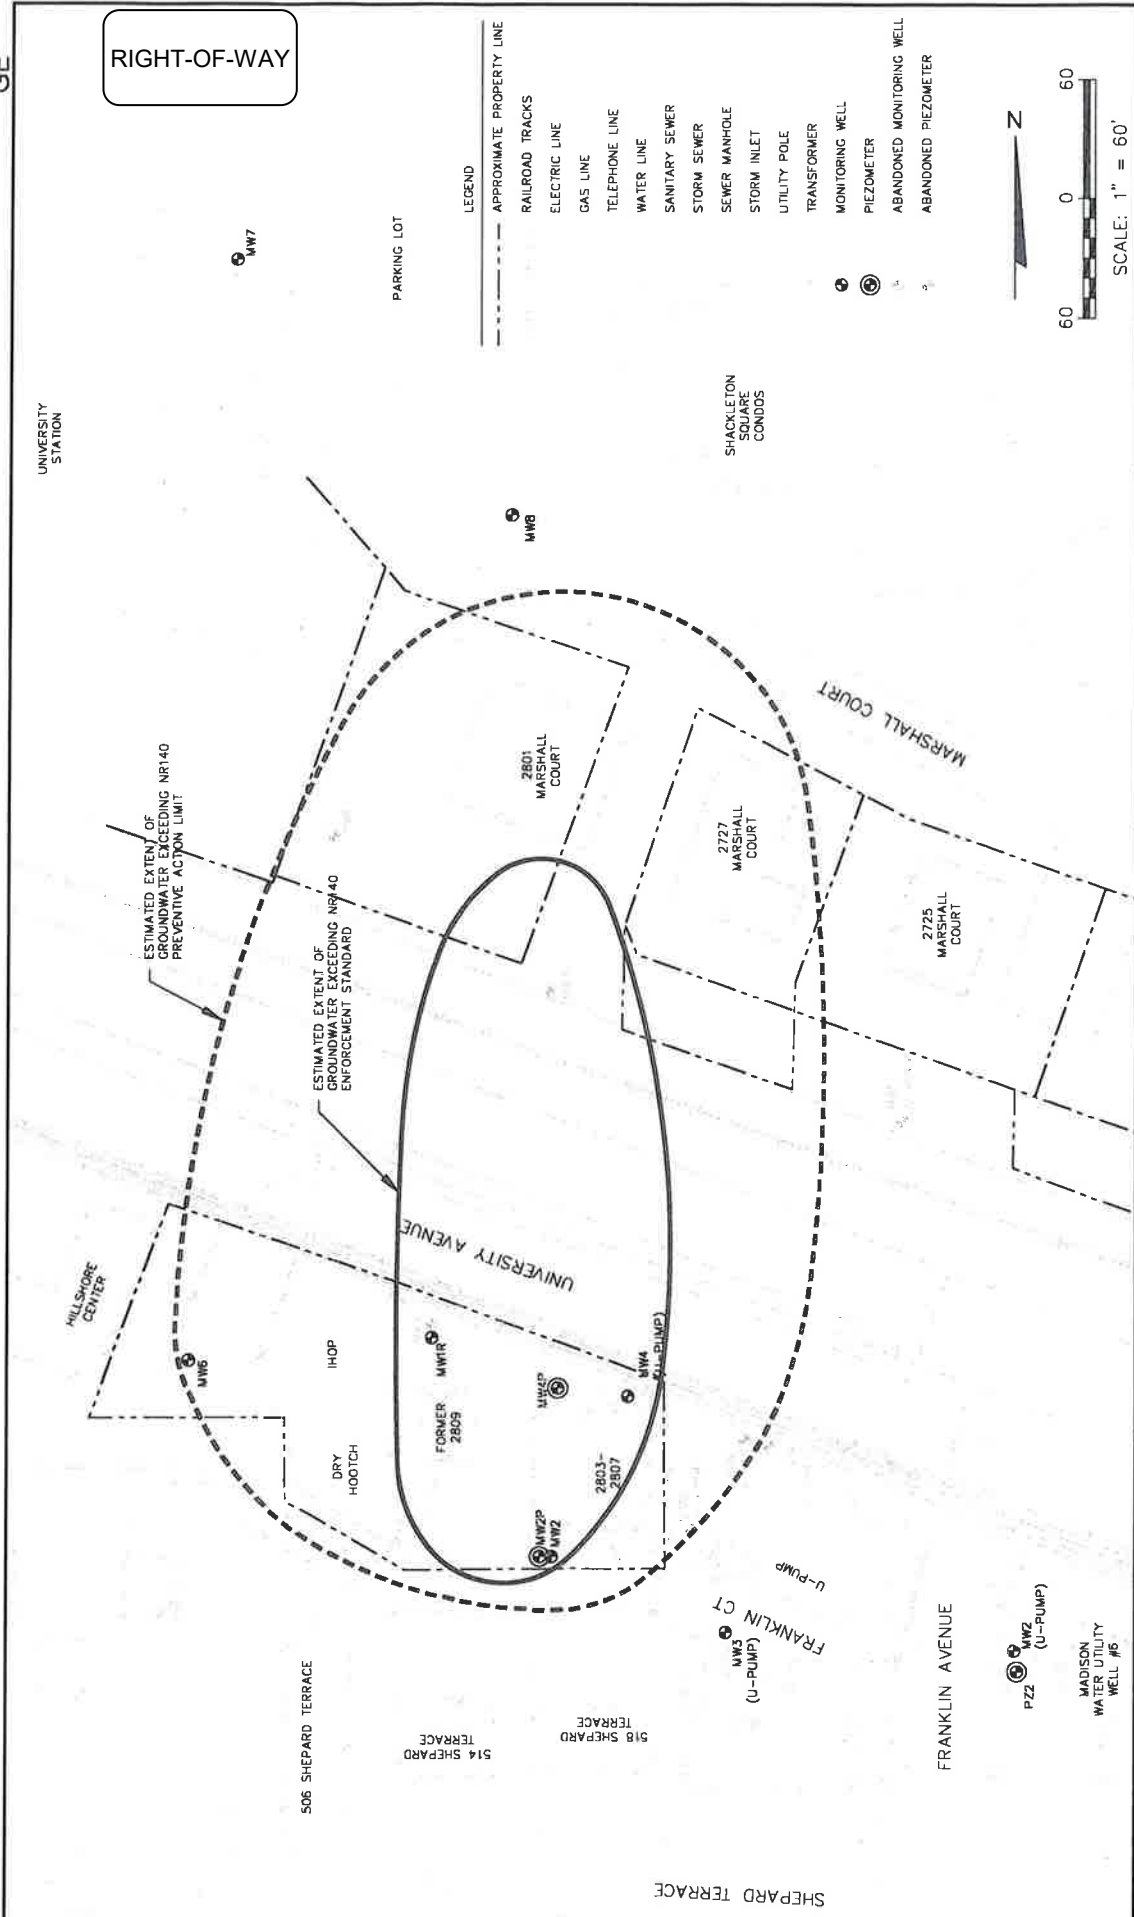 GE
RIGHT-OF-WAY
UNIVERSITY
STATION
MW7
PARKING LOT
LEGEND
APPROXIMATE PROPERTY LINE
RAILROAD TRACKS
ELECTRIC LINE
GAS LINE
TELEPHONE LINE
WATER LINE
SANITARY SEWER
STORM SEWER
SEWER MANHOLE
STORM INLET
UTILITY POLE
TRANSFORMER
MONITORING WELL
PIEZOMETER
ABANDONED MONITORING WELL
ABANDONED PIEZOMETER
N
60 0 60
SCALE: 1" = 60'
SHACKLETON
SQUARE
CONDOS
MW8
ESTIMATED EXTENT OF
GROUNDWATER EXCEEDING NR140
PREVENTIVE ACTION LIMIT
ESTIMATED EXTENT OF
GROUNDWATER EXCEEDING NR140
ENFORCEMENT STANDARD
2801
MARSHALL
COURT
2727
MARSHALL
COURT
2725
MARSHALL
COURT
MARSHALL COURT
UNIVERSITY AVENUE
HILLSHORE
CENTER
MW6
IHOP
MW1R
FORMER
2809
DRY
HOOTCH
MW4P
MW4
(U-PUMP)
2803-
2807
MW2P
MW2
U-PUMP
FRANKLIN CT
MW3
(U-PUMP)
FRANKLIN AVENUE
PZ2
MW2
(U-PUMP)
MADISON
WATER UTILITY
WELL #6
506 SHEPARD TERRACE
514 SHEPARD
TERRACE
518 SHEPARD
TERRACE
SHEPARD TERRACE